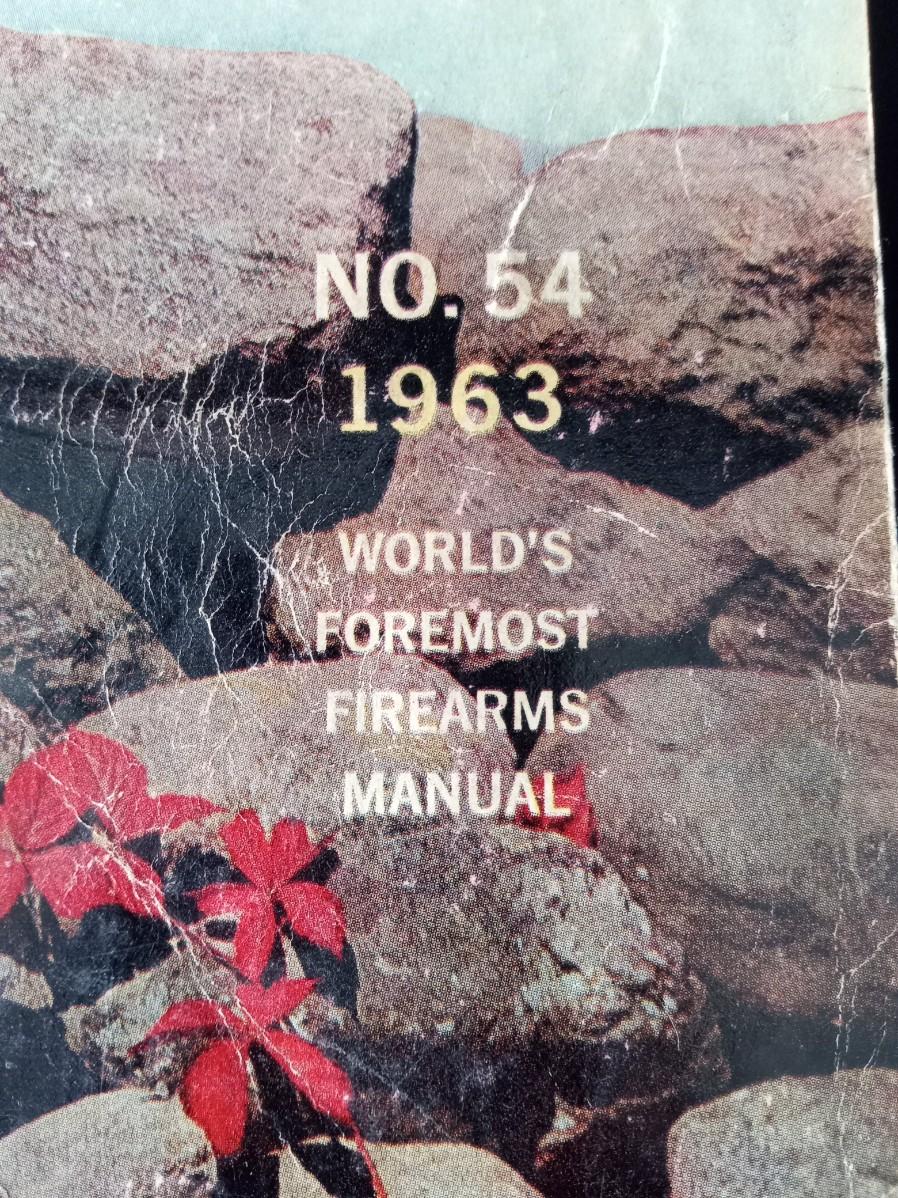 NO. 54
1963
WORLD'S
FOREMOST
FIREARMS
MANUAL